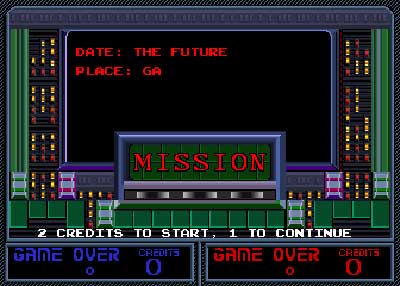 DATE: THE FUTURE
PLACE: GA
MISSION
2 CREDITS TO START, 1 TO CONTINUE
GAME OVER CREDITS GAME OVER CREDITS
0 0 0 0